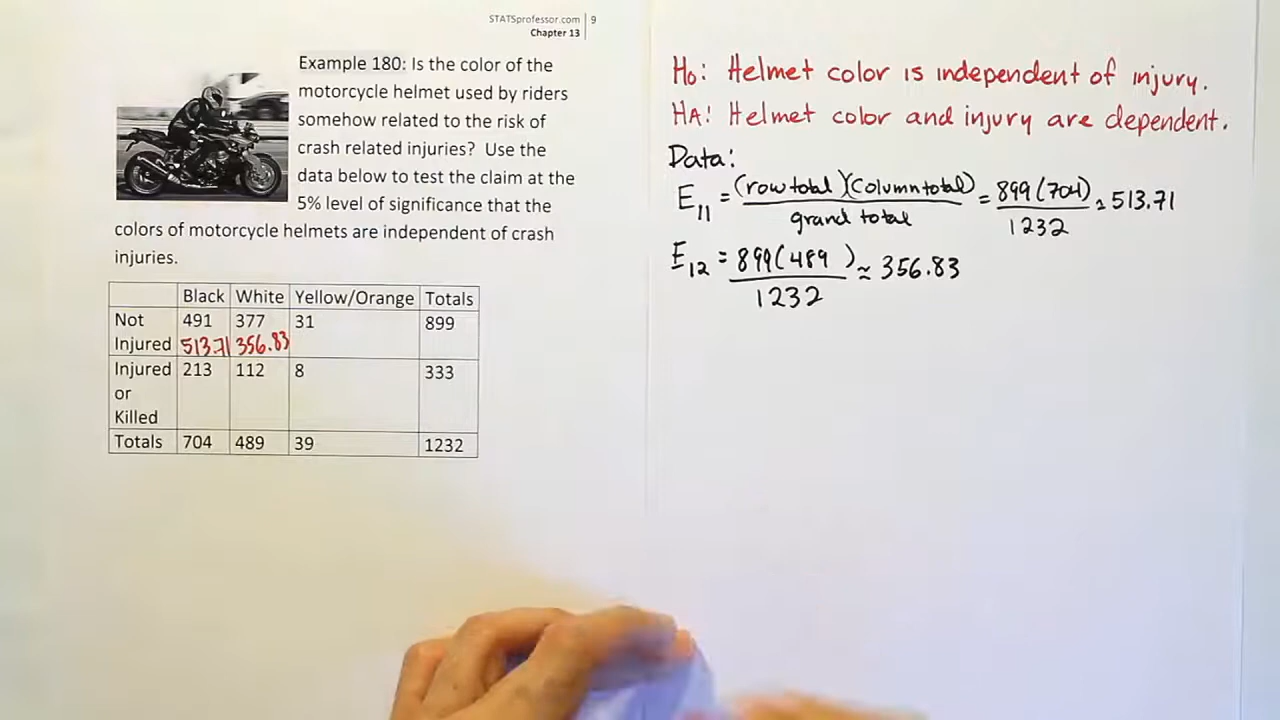 STATSprofessor.com 9
Chapter 13
Example 180: Is the color of the
motorcycle helmet used by riders
somehow related to the risk of
crash related injuries? Use the
data below to test the claim at the
5% level of significance that the
colors of motorcycle helmets are independent of crash
injuries.
Black White Yellow/Orange Totals
Not 491 377 31 899
Injured 513.71 356.83
Injured 213 112 8 333
or
Killed
Totals 704 489 39 1232
Ho: Helmet color is independent of injury.
HA: Helmet color and injury are dependent.
Data:
E11 = (row total)(column total) = 899(704) ≈ 513.71
grand total 1232
E12 = 899(489) ≈ 356.83
1232